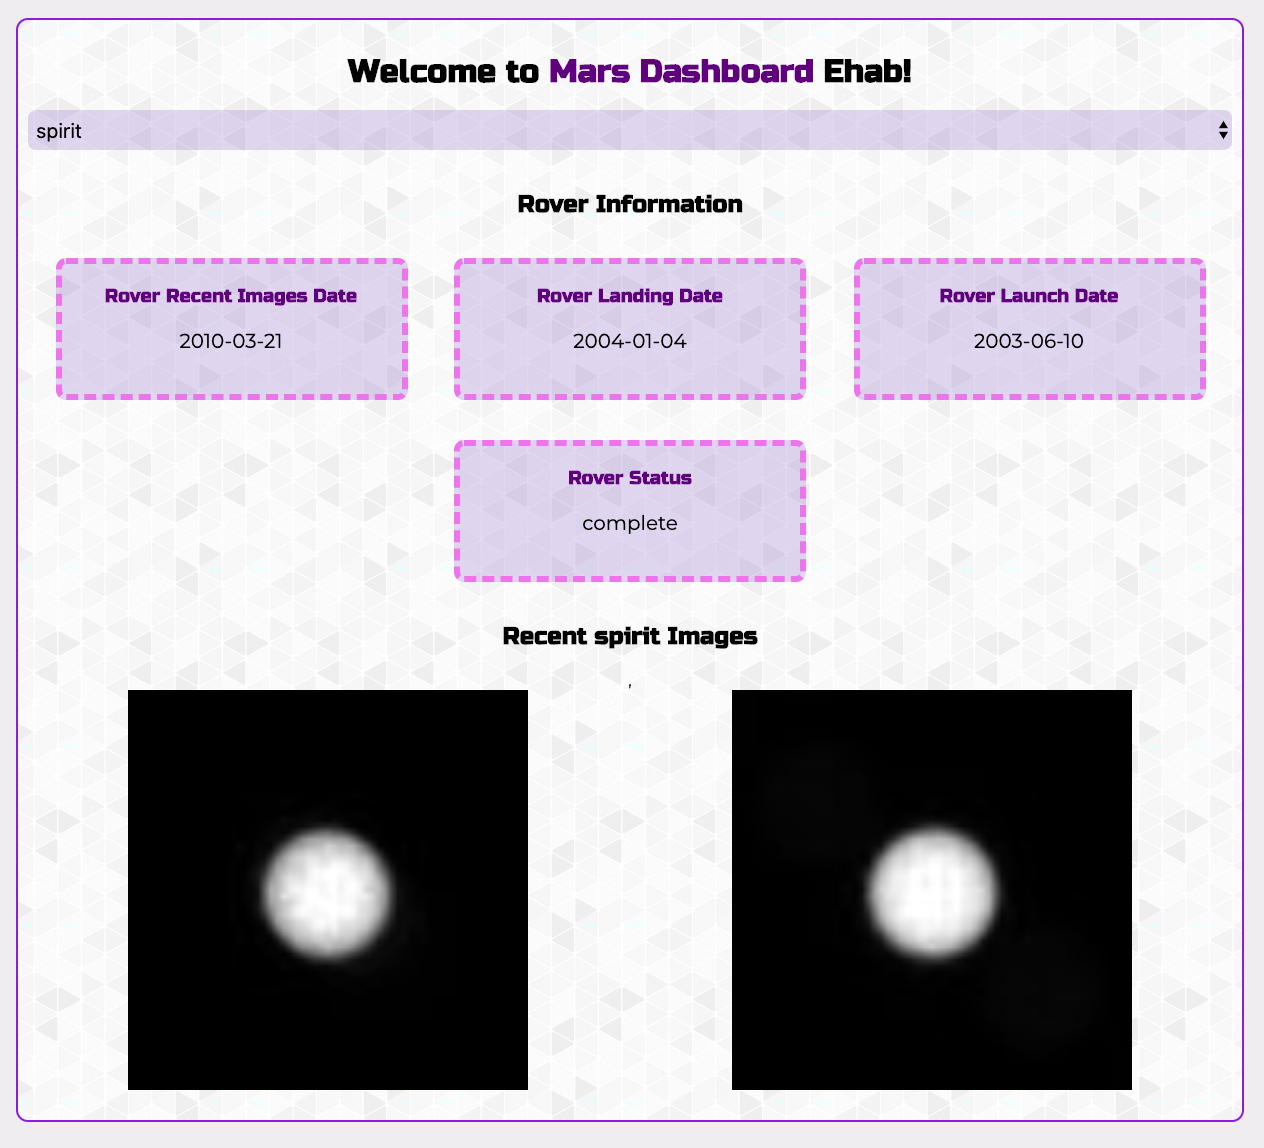 Welcome to Mars Dashboard Ehab!
spirit
Rover Information
Rover Recent Images Date
2010-03-21
Rover Landing Date
2004-01-04
Rover Launch Date
2003-06-10
Rover Status
complete
Recent spirit Images
,